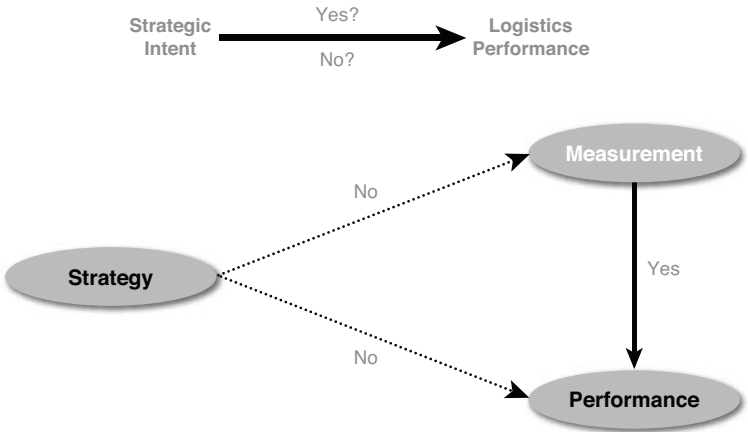 Strategic
Intent
Yes?
No?
Logistics
Performance
Measurement
No
Strategy
Yes
No
Performance